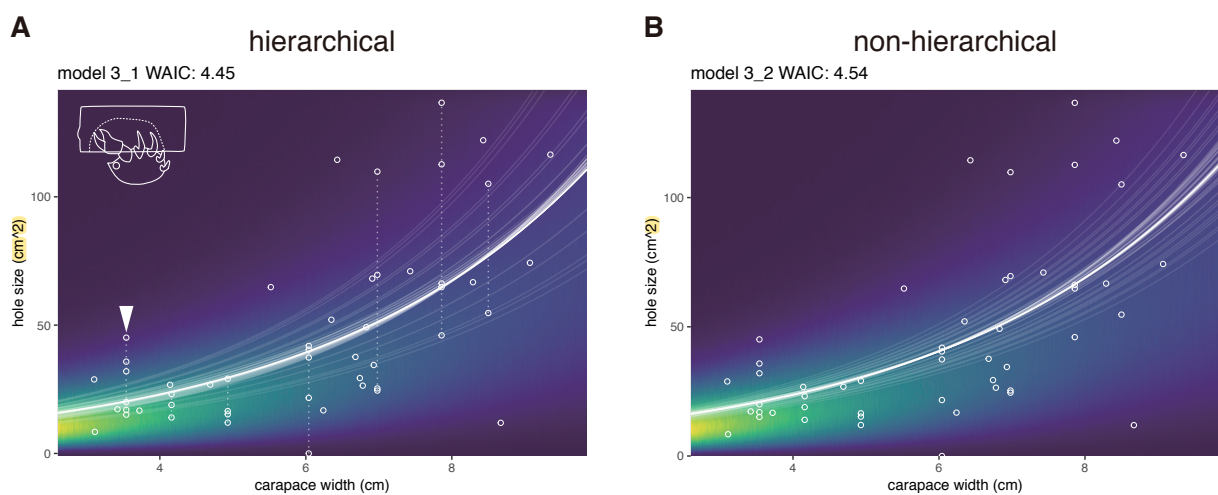 A
hierarchical
model 3_1 WAIC: 4.45
hole size (cm^2)
100
50
0
4
6
8
carapace width (cm)
B
non-hierarchical
model 3_2 WAIC: 4.54
hole size (cm^2)
100
50
0
4
6
8
carapace width (cm)